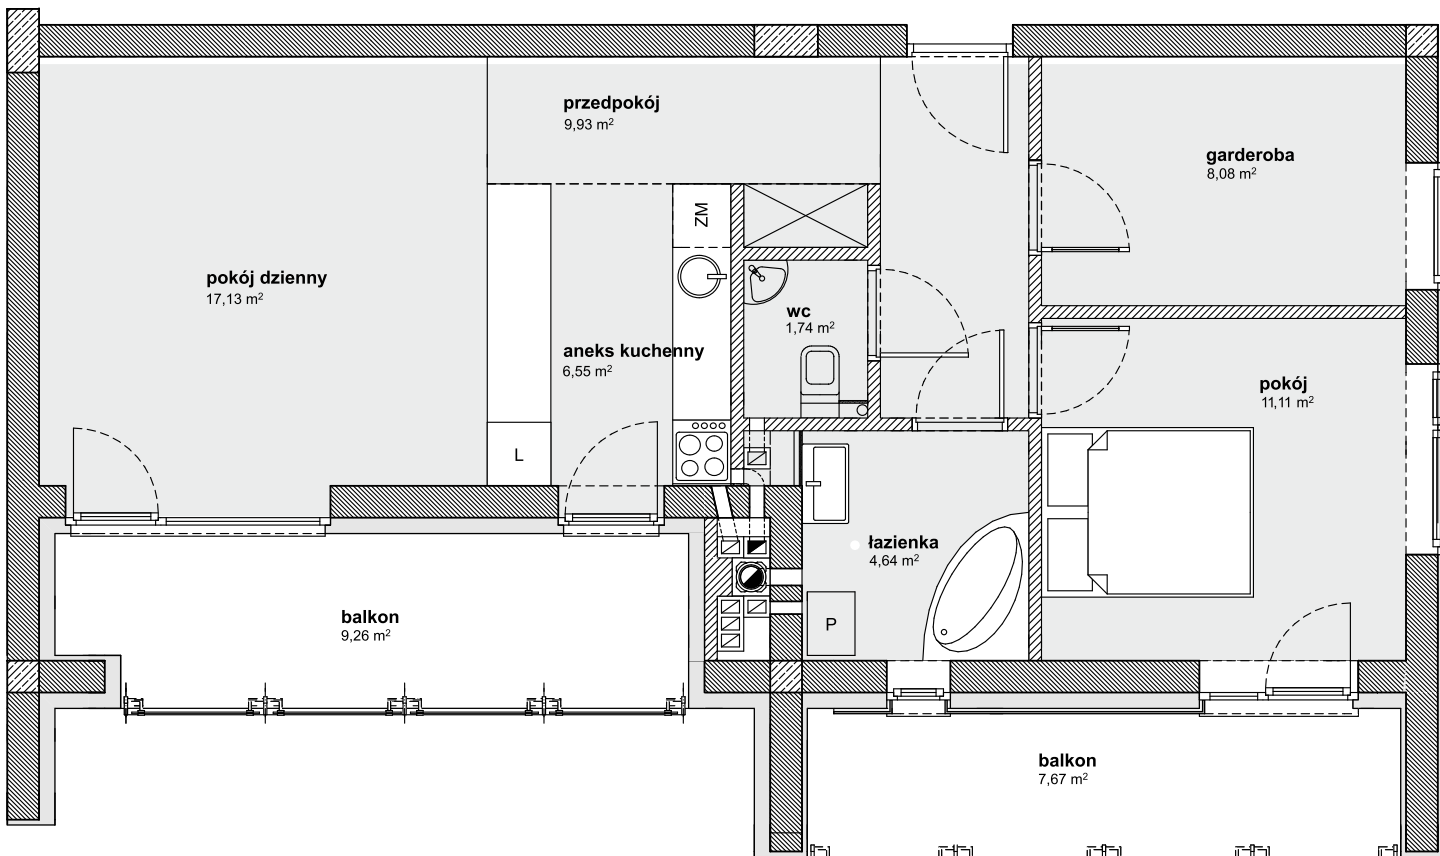 przedpokój
9,93 m²
garderoba
8,08 m²
ZM
pokój dzienny
17,13 m²
wc
1,74 m²
aneks kuchenny
6,55 m²
pokój
11,11 m²
L
łazienka
4,64 m²
balkon
9,26 m²
P
balkon
7,67 m²